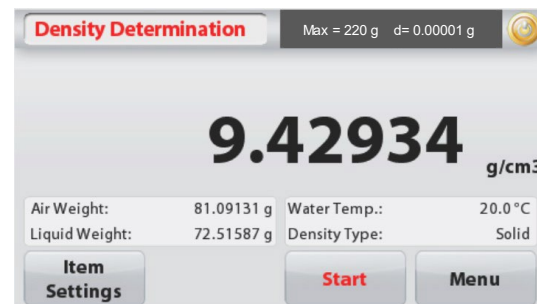 Density Determination
Max = 220 g d= 0.00001 g
9.42934 g/cm3
Air Weight: 81.09131 g Water Temp.: 20.0°C
Liquid Weight: 72.51587 g Density Type: Solid
Item
Settings
Start
Menu